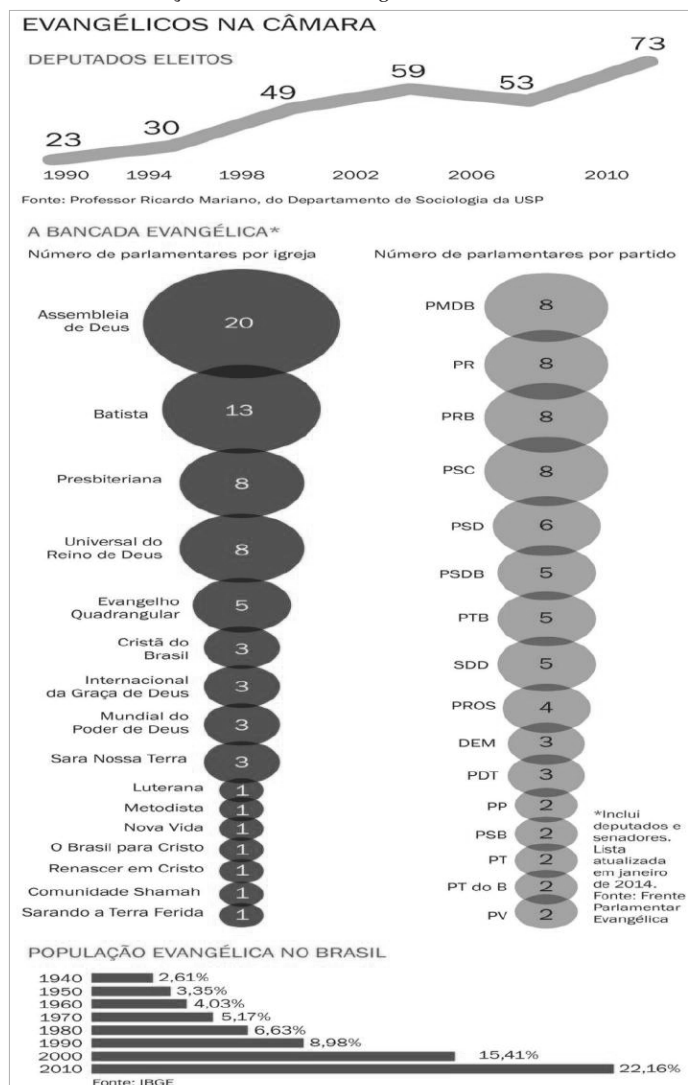 EVANGÉLICOS NA CÂMARA
DEPUTADOS ELEITOS
23 30 49 59 53 73
1990 1994 1998 2002 2006 2010
Fonte: Professor Ricardo Mariano, do Departamento de Sociologia da USP
A BANCADA EVANGÉLICA*
Número de parlamentares por igreja
Assembleia
de Deus
20
Batista
13
Presbiteriana
8
Universal do
Reino de Deus
8
Evangelho
Quadrangular
5
Cristã do
Brasil
3
Internacional
da Graça de Deus
3
Mundial do
Poder de Deus
3
Sara Nossa Terra
3
Luterana
1
Metodista
1
Nova Vida
1
O Brasil para Cristo
1
Renascer em Cristo
1
Comunidade Shamah
1
Sarando a Terra Ferida
1
Número de parlamentares por partido
PMDB 8
PR 8
PRB 8
PSC 8
PSD 6
PSDB 5
PTB 5
SDD 5
PROS 4
DEM 3
PDT 3
PP 2
PSB 2
PT 2
PT do B 2
PV 2
*Inclui
deputados e
senadores.
Lista
atualizada
em janeiro
de 2014.
Fonte: Frente
Parlamentar
Evangélica
POPULAÇÃO EVANGÉLICA NO BRASIL
1940 2,61%
1950 3,35%
1960 4,03%
1970 5,17%
1980 6,63%
1990 8,98%
2000 15,41%
2010 22,16%
Fonte: IBGE